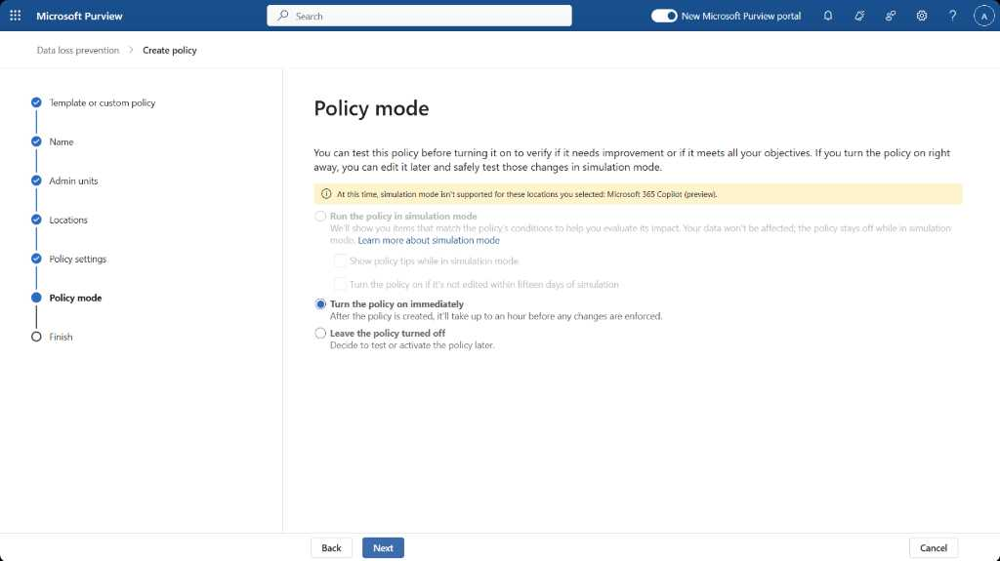 Microsoft Purview
Search
New Microsoft Purview portal
?
A
Data loss prevention > Create policy
Template or custom policy
Name
Admin units
Locations
Policy settings
Policy mode
Finish
Policy mode
You can test this policy before turning it on to verify if it needs improvement or if it meets all your objectives. If you turn the policy on right
away, you can edit it later and safely test those changes in simulation mode.
At this time, simulation mode isn't supported for these locations you selected: Microsoft 365 Copilot (preview).
Run the policy in simulation mode
We'll show you items that match the policy's conditions to help you evaluate its impact. Your data won't be affected; the policy stays off while in simulation
mode. Learn more about simulation mode
Show policy tips while in simulation mode.
Turn the policy on if it's not edited within fifteen days of simulation
Turn the policy on immediately
After the policy is created, it'll take up to an hour before any changes are enforced.
Leave the policy turned off
Decide to test or activate the policy later.
Back
Next
Cancel